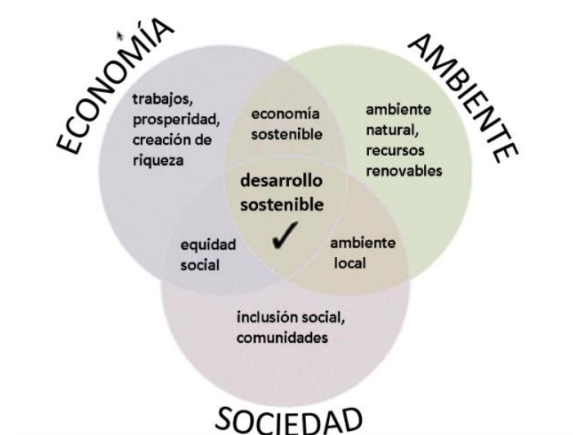 ECONOMÍA
AMBIENTE
trabajos,
prosperidad,
creación de
riqueza
economía
sostenible
ambiente
natural,
recursos
renovables
desarrollo
sostenible
✓
equidad
social
ambiente
local
inclusión social,
comunidades
SOCIEDAD